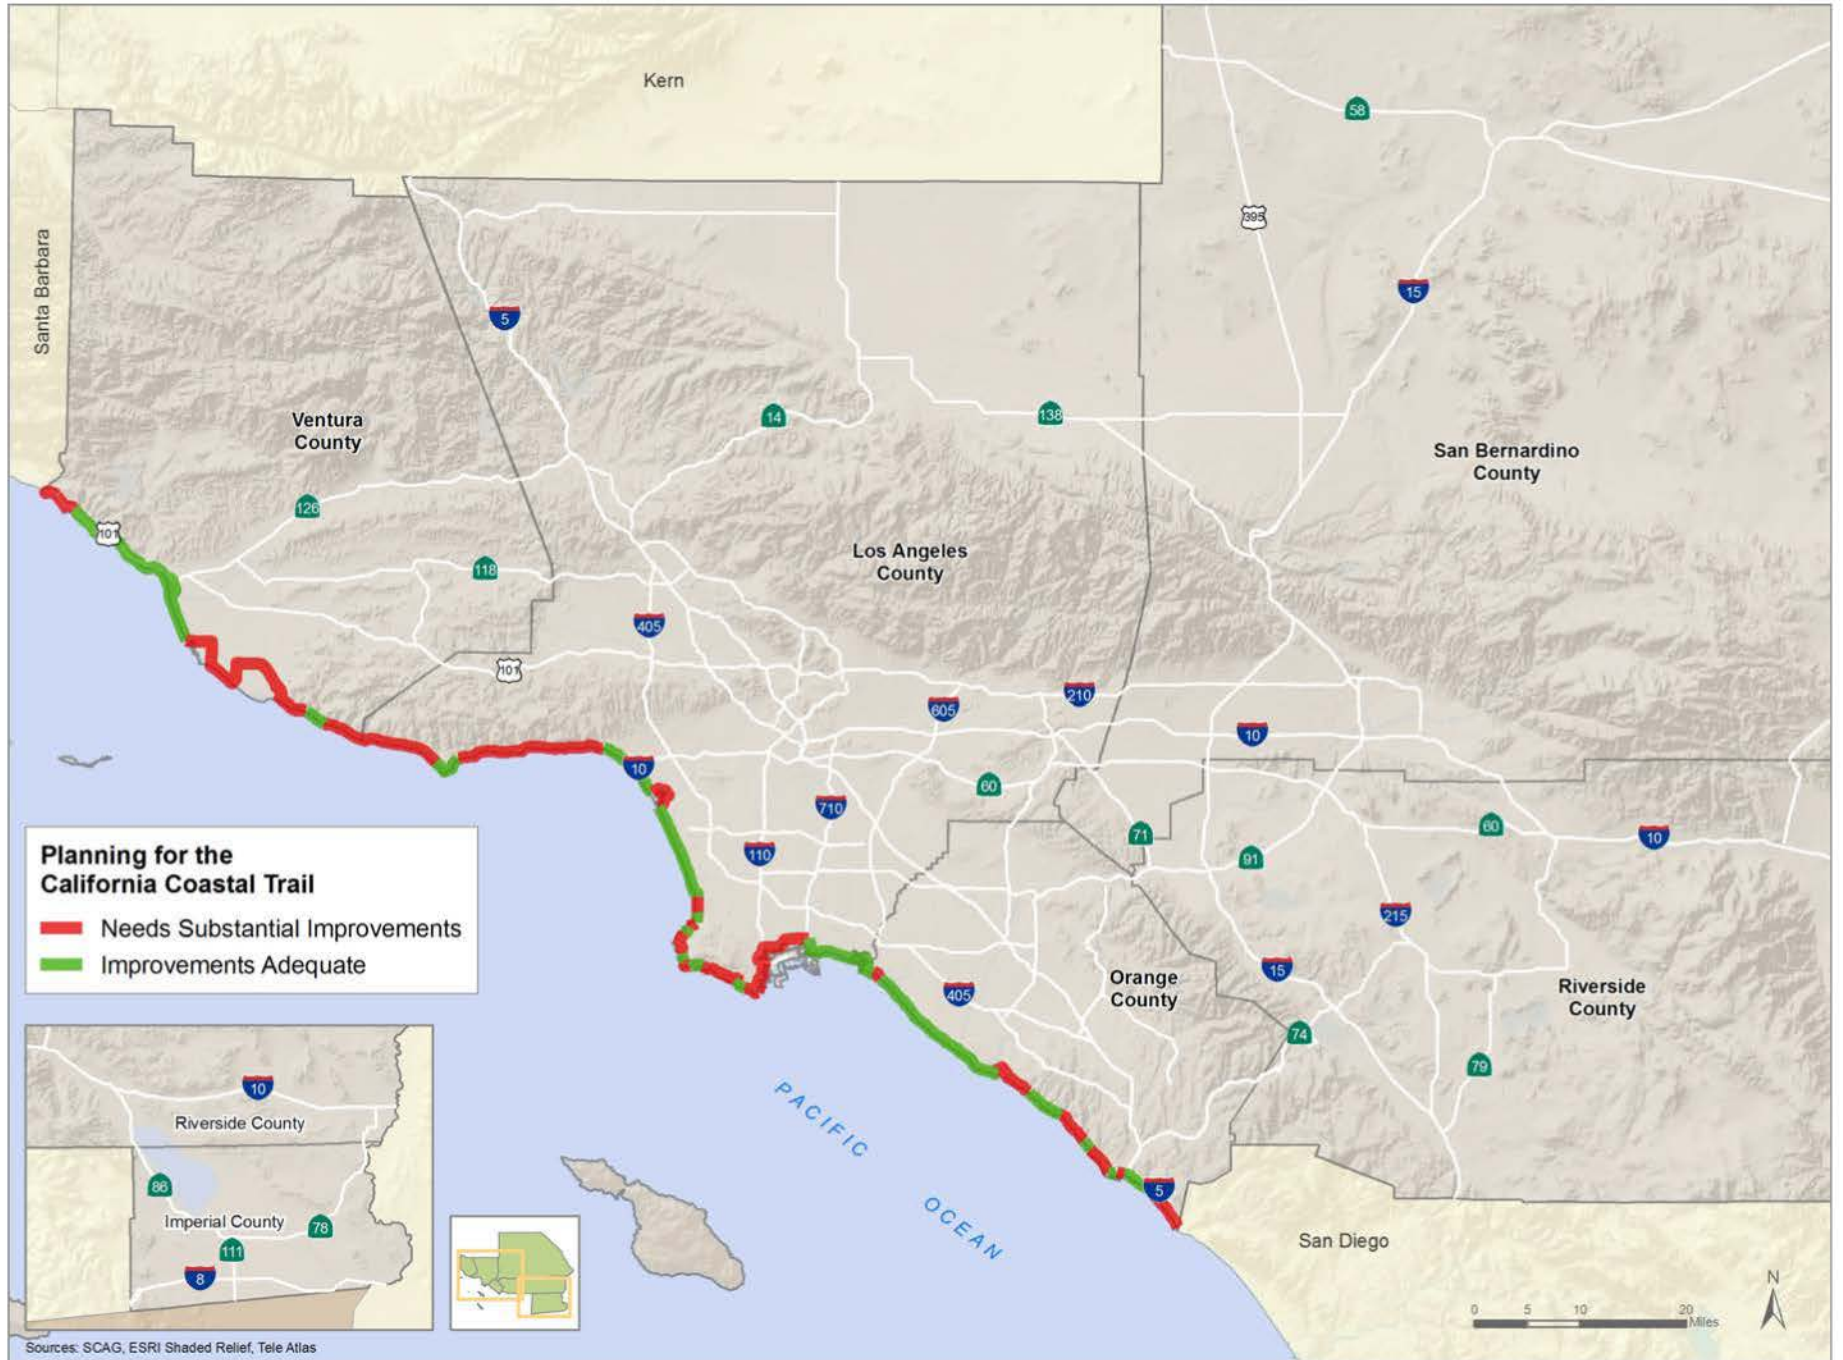 Kern
58
Santa Barbara
395
15
5
Ventura
County
14
138
San Bernardino
County
126
101
Los Angeles
County
118
405
101
605
210
10
10
60
710
71
60
10
110
91
215
Planning for the
California Coastal Trail
Needs Substantial Improvements
Improvements Adequate
405
Orange
County
15
Riverside
County
74
79
PACIFIC
OCEAN
5
San Diego
10
Riverside County
86
Imperial County
78
111
8
N
0 5 10 20
Miles
Sources: SCAG, ESRI Shaded Relief, Tele Atlas